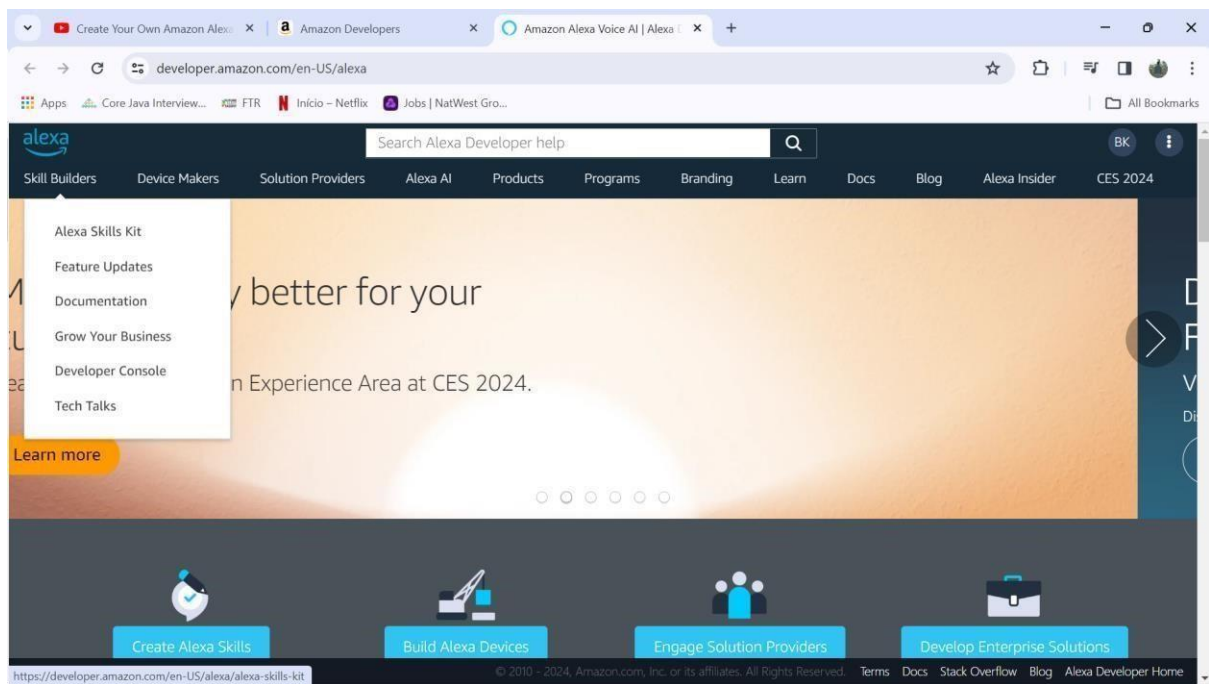 Create Your Own Amazon Alexa
Amazon Developers
Amazon Alexa Voice AI | Alexa
developer.amazon.com/en-US/alexa
Apps Core Java Interview... FTR Início – Netflix Jobs | NatWest Gro... All Bookmarks
alexa
Search Alexa Developer help
BK
Skill Builders Device Makers Solution Providers Alexa AI Products Programs Branding Learn Docs Blog Alexa Insider CES 2024
Alexa Skills Kit
Feature Updates
Documentation
Grow Your Business
Developer Console
Tech Talks
better for your
Experience Area at CES 2024.
Learn more
Create Alexa Skills Build Alexa Devices Engage Solution Providers Develop Enterprise Solutions
https://developer.amazon.com/en-US/alexa/alexa-skills-kit
© 2010 - 2024, Amazon.com, Inc. or its affiliates. All Rights Reserved. Terms Docs Stack Overflow Blog Alexa Developer Home